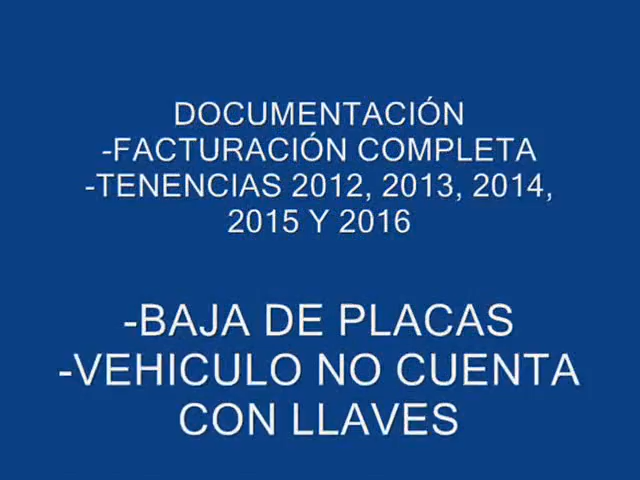 DOCUMENTACIÓN
-FACTURACIÓN COMPLETA
-TENENCIAS 2012, 2013, 2014,
2015 Y 2016
-BAJA DE PLACAS
-VEHICULO NO CUENTA
CON LLAVES